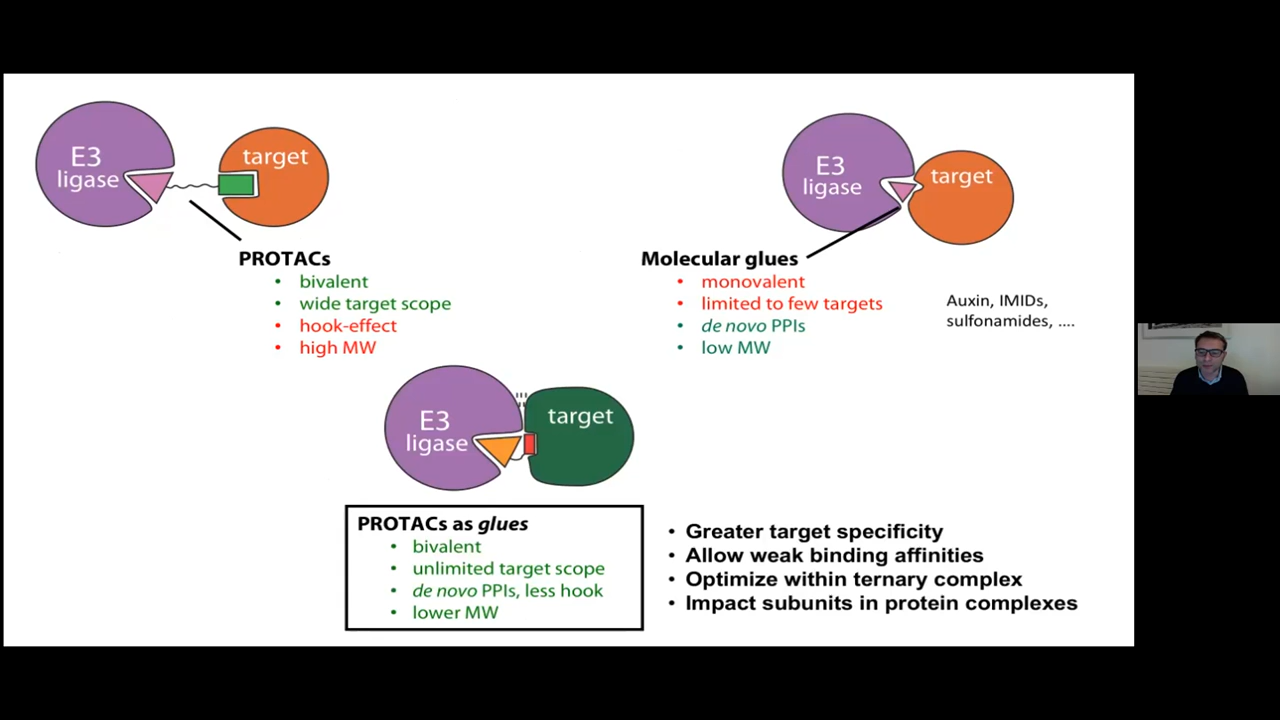 E3
ligase
target
PROTACs
• bivalent
• wide target scope
• hook-effect
• high MW
E3
ligase
target
Molecular glues
• monovalent
• limited to few targets
• de novo PPIs
• low MW
Auxin, IMIDs,
sulfonamides, ....
E3
ligase
target
PROTACs as glues
• bivalent
• unlimited target scope
• de novo PPIs, less hook
• lower MW
• Greater target specificity
• Allow weak binding affinities
• Optimize within ternary complex
• Impact subunits in protein complexes